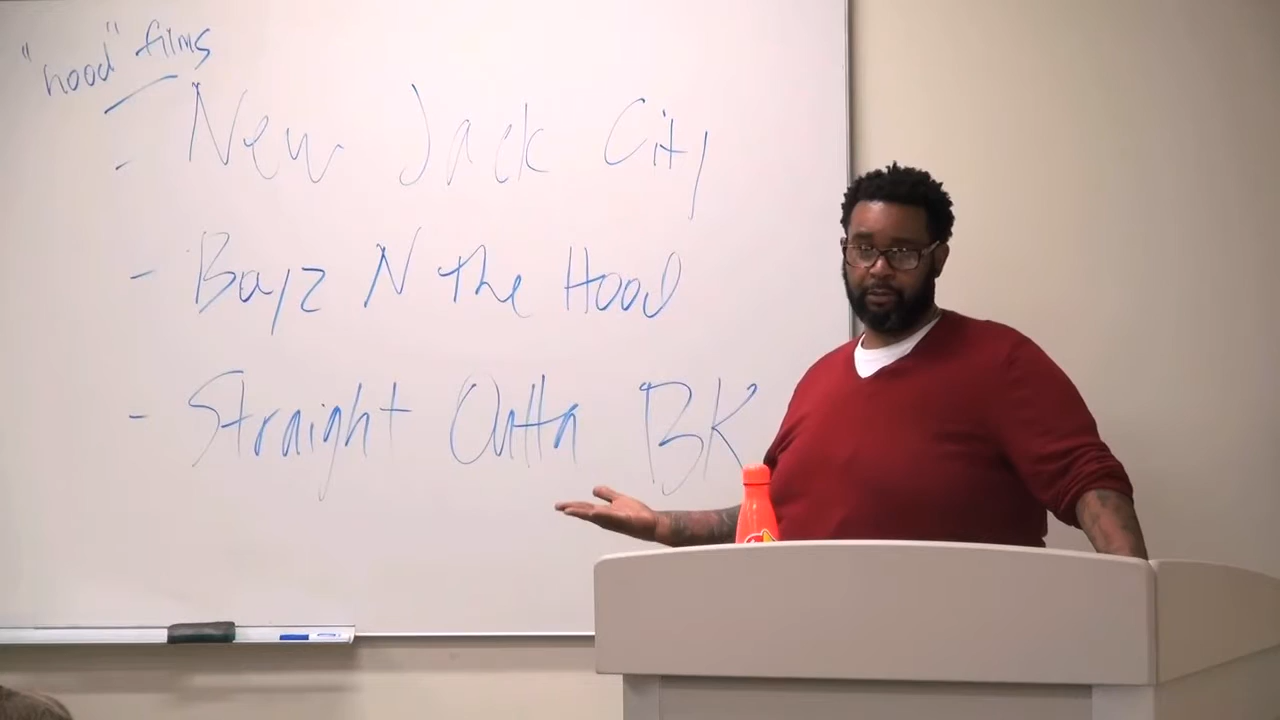 "hood" films
- New Jack City
- Boyz N the Hood
- Straight Outta BK